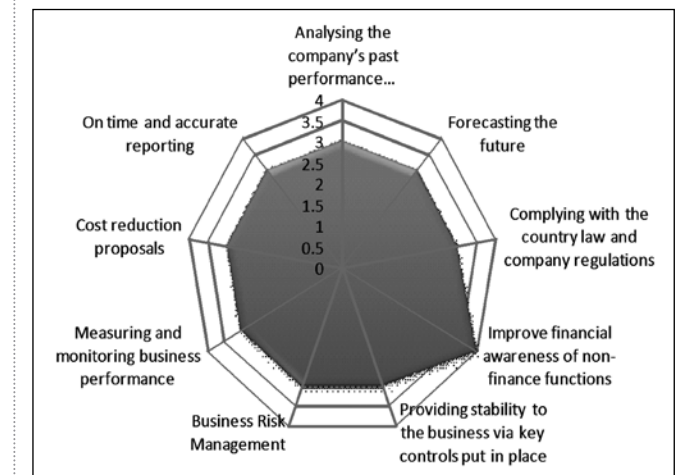 Analysing the
company's past
performance...
Forecasting the
future
Complying with the
country law and
company regulations
Improve financial
awareness of non-
finance functions
Providing stability to
the business via key
controls put in place
Business Risk
Management
Measuring and
monitoring business
performance
Cost reduction
proposals
On time and accurate
reporting
4
3.5
3
2.5
2
1.5
1
0.5
0